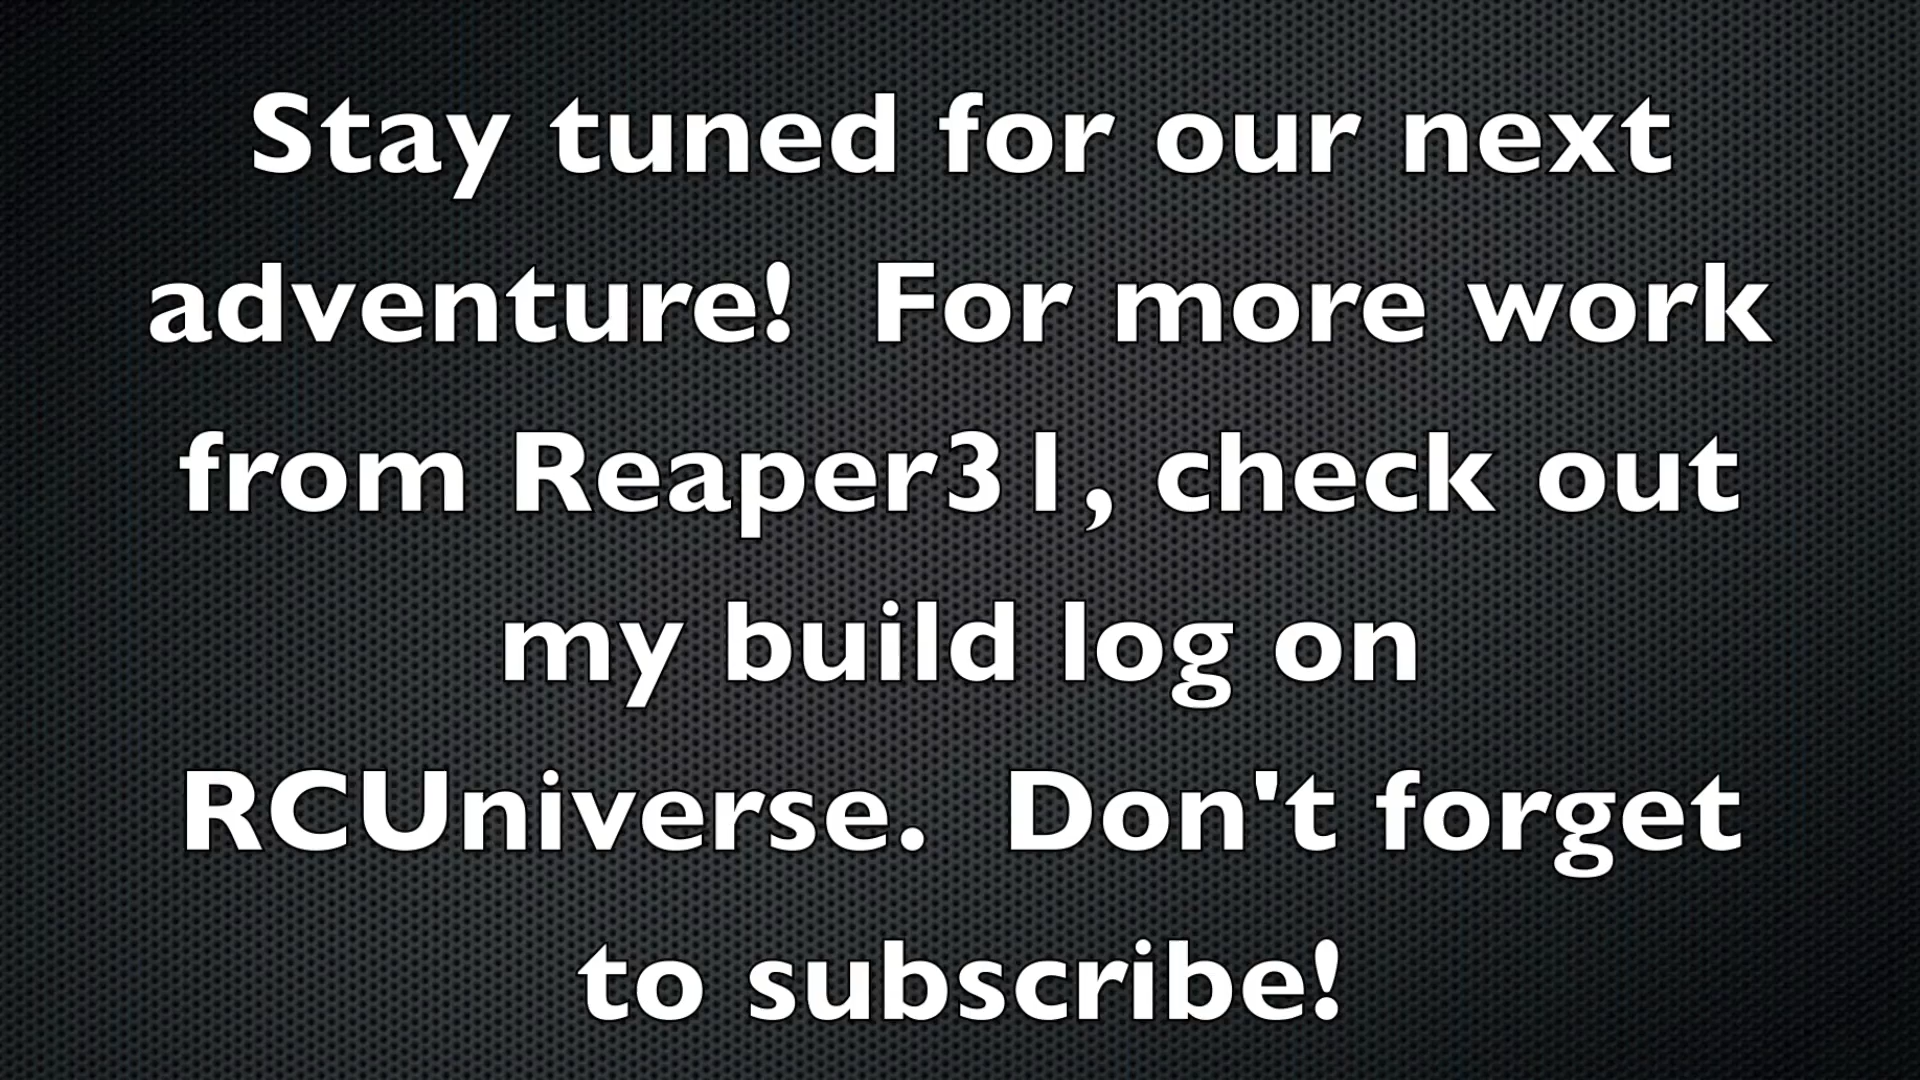 Stay tuned for our next
adventure!  For more work
from Reaper31, check out
my build log on
RCUniverse.  Don't forget
to subscribe!